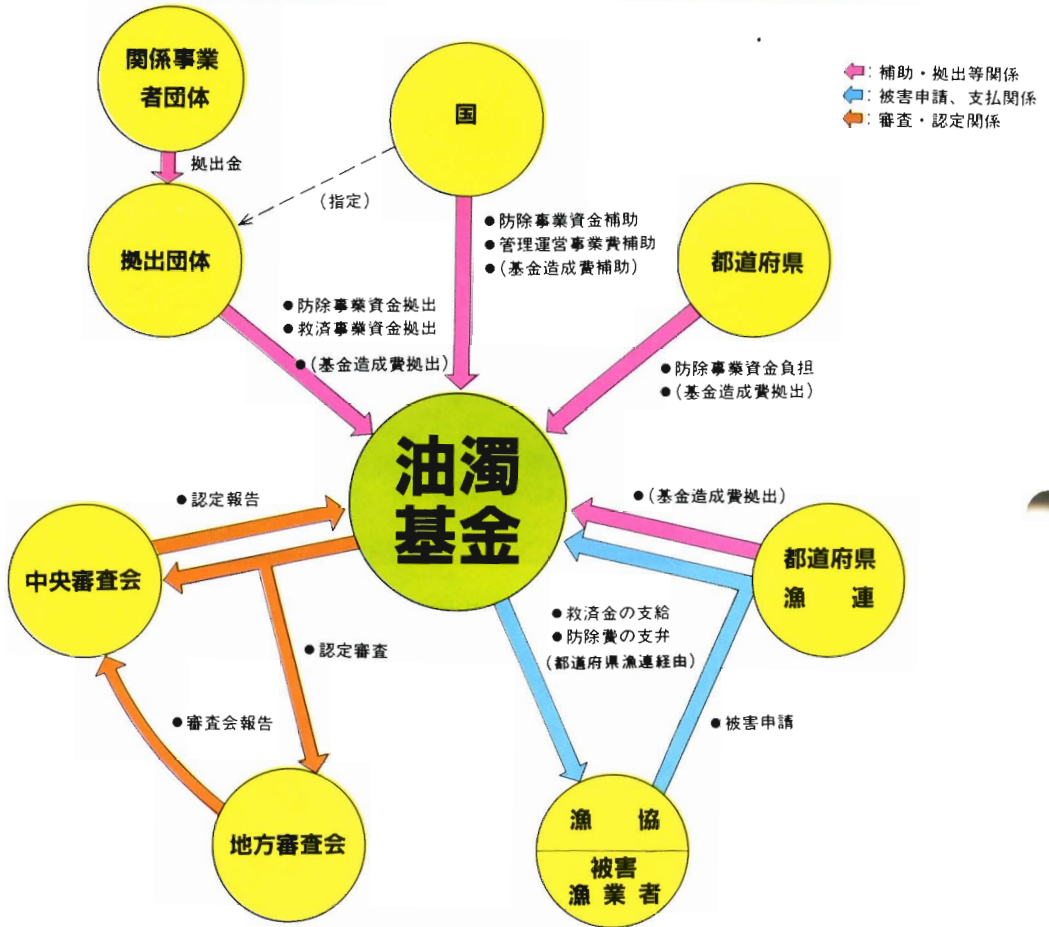 関係事業
者団体
国
←: 補助・拠出等関係
←: 被害申請、支払関係
←: 審査・認定関係
拠出金
(指定)
拠出団体
●防除事業資金補助
●管理運営事業費補助
●(基金造成費補助)
都道府県
●防除事業資金拠出
●救済事業資金拠出
●(基金造成費拠出)
●防除事業資金負担
●(基金造成費拠出)
油濁
基金
●認定報告
●(基金造成費拠出)
中央審査会
都道府県
漁 連
●救済金の支給
●防除費の支弁
(都道府県漁連経由)
●認定審査
●審査会報告
●被害申請
地方審査会
漁 協
被害
漁業者